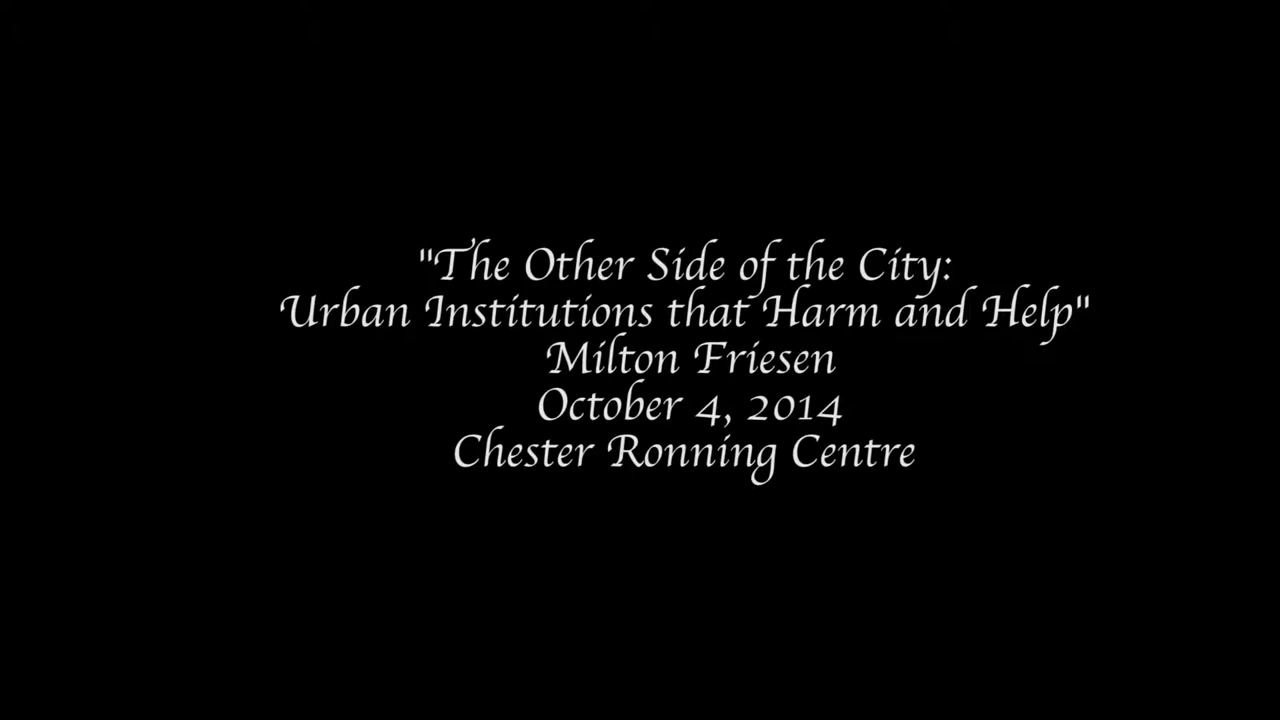 "The Other Side of the City:
Urban Institutions that Harm and Help"
Milton Friesen
October 4, 2014
Chester Ronning Centre